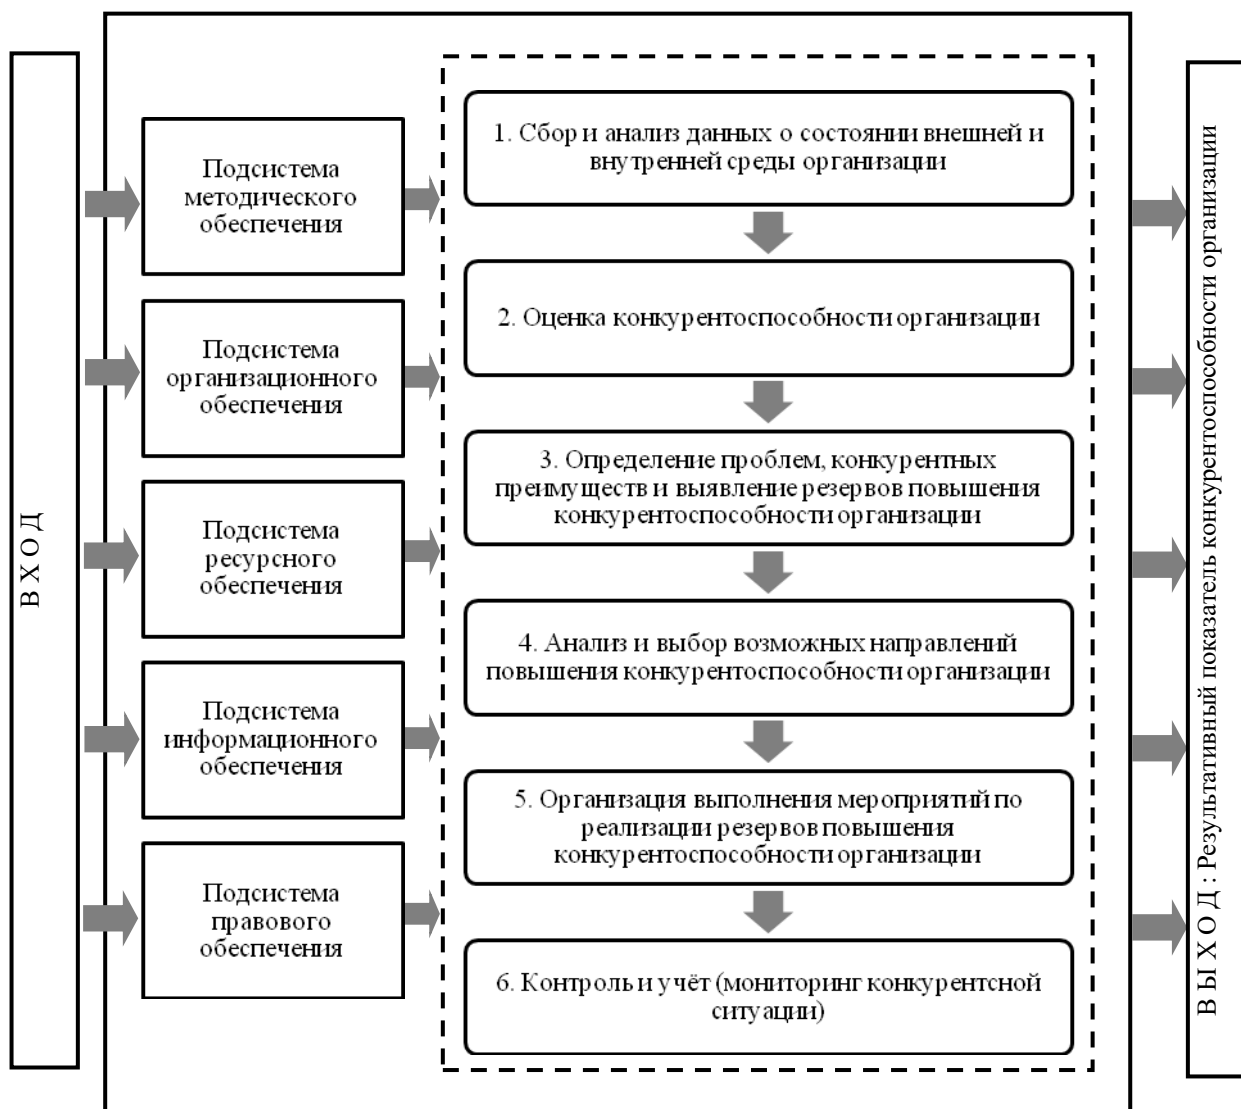 В Х О Д
Подсистема
методического
обеспечения
Подсистема
организационного
обеспечения
Подсистема
ресурсного
обеспечения
Подсистема
информационного
обеспечения
Подсистема
правового
обеспечения
1. Сбор и анализ данных о состоянии внешней и
внутренней среды организации
2. Оценка конкурентоспособности организации
3. Определение проблем, конкурентных
преимуществ и выявление резервов повышения
конкурентоспособности организации
4. Анализ и выбор возможных направлений
повышения конкурентоспособности организации
5. Организация выполнения мероприятий по
реализации резервов повышения
конкурентоспособности организации
6. Контроль и учёт (мониторинг конкурентсной
ситуации)
В Ы Х О Д : Результативный показатель конкурентоспособности организации